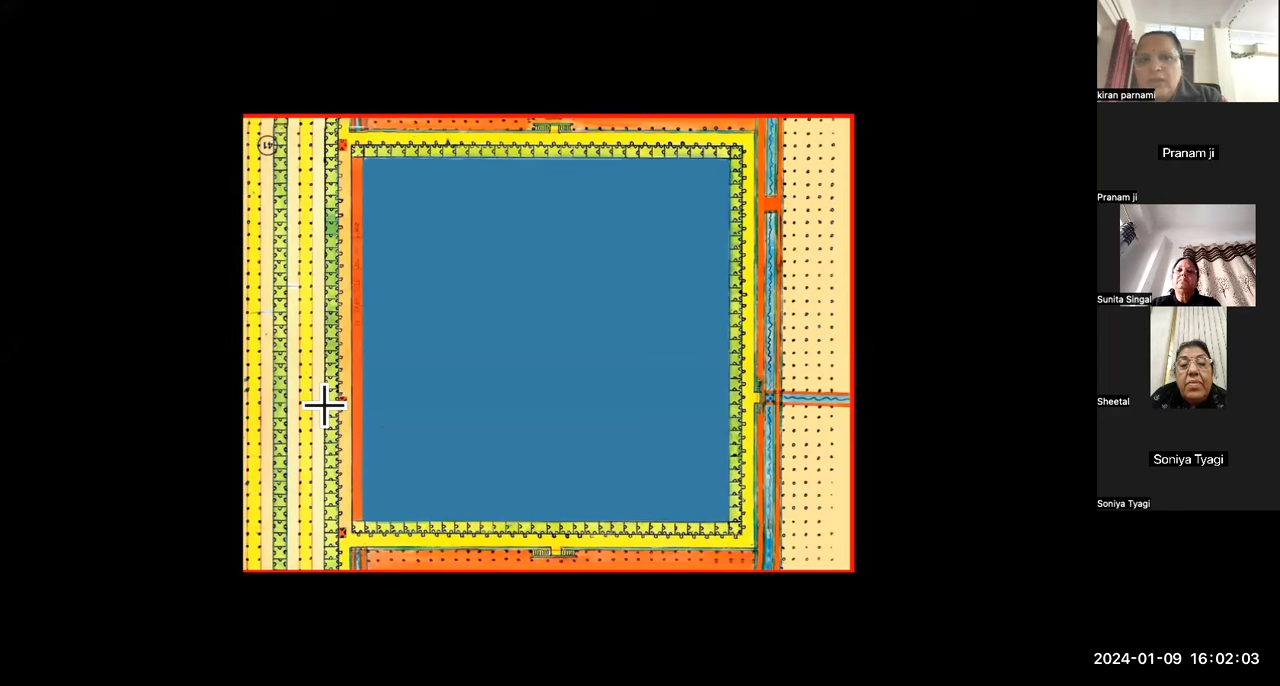 41
kiran parnami
Pranam ji
Pranam ji
Sunita Singal
Sheetal
Soniya Tyagi
Soniya Tyagi
2024-01-09 16:02:03